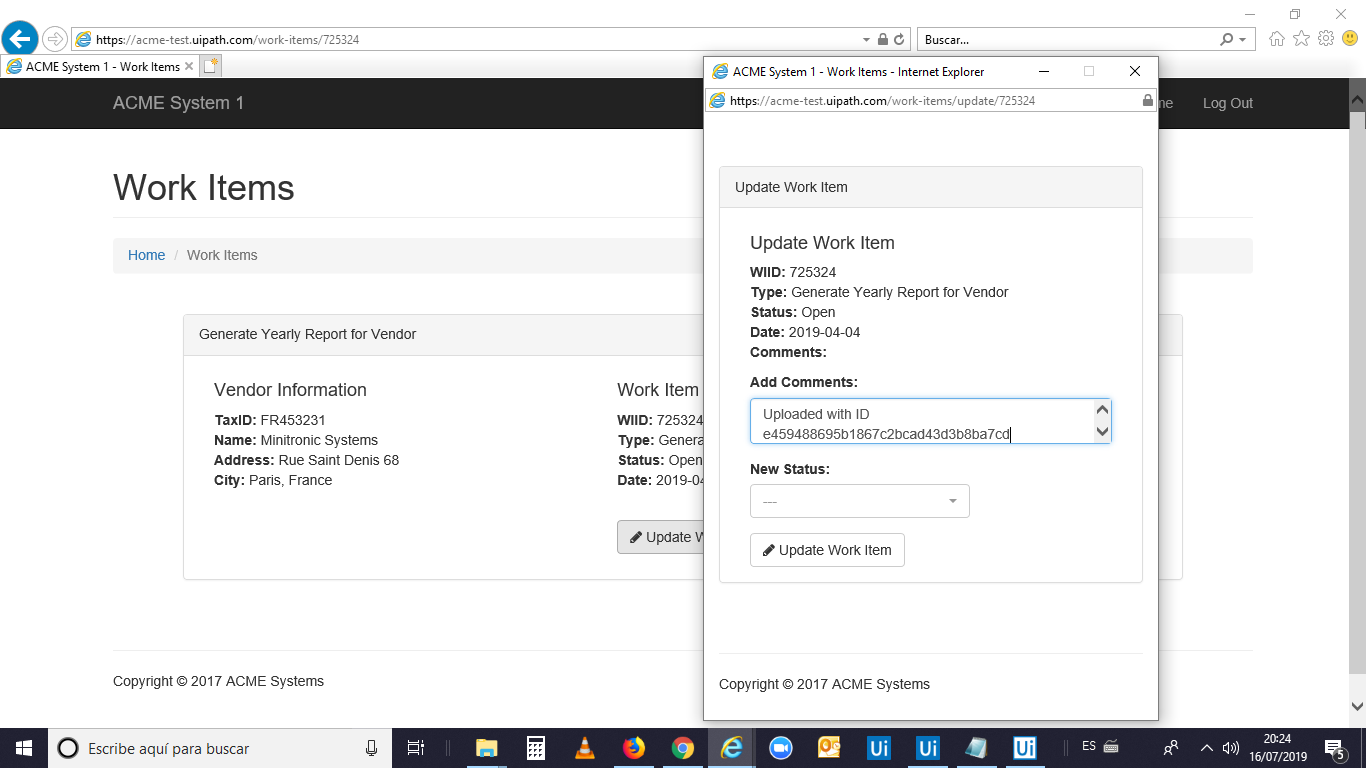 https://acme-test.uipath.com/work-items/725324
Buscar...
ACME System 1 - Work Items
ACME System 1
Log Out
Work Items
Home / Work Items
Generate Yearly Report for Vendor
Vendor Information
TaxID: FR453231
Name: Minitronic Systems
Address: Rue Saint Denis 68
City: Paris, France
Work Item
WIID: 725324
Type: Genera
Status: Open
Date: 2019-04
Update W
Copyright © 2017 ACME Systems
ACME System 1 - Work Items - Internet Explorer
https://acme-test.uipath.com/work-items/update/725324
Update Work Item
Update Work Item
WIID: 725324
Type: Generate Yearly Report for Vendor
Status: Open
Date: 2019-04-04
Comments:
Add Comments:
Uploaded with ID
e459488695b1867c2bcad43d3b8ba7cd
New Status:
---
Update Work Item
Copyright © 2017 ACME Systems
Escribe aquí para buscar
Ui
Ui
Ui
ES
20:24
16/07/2019
5